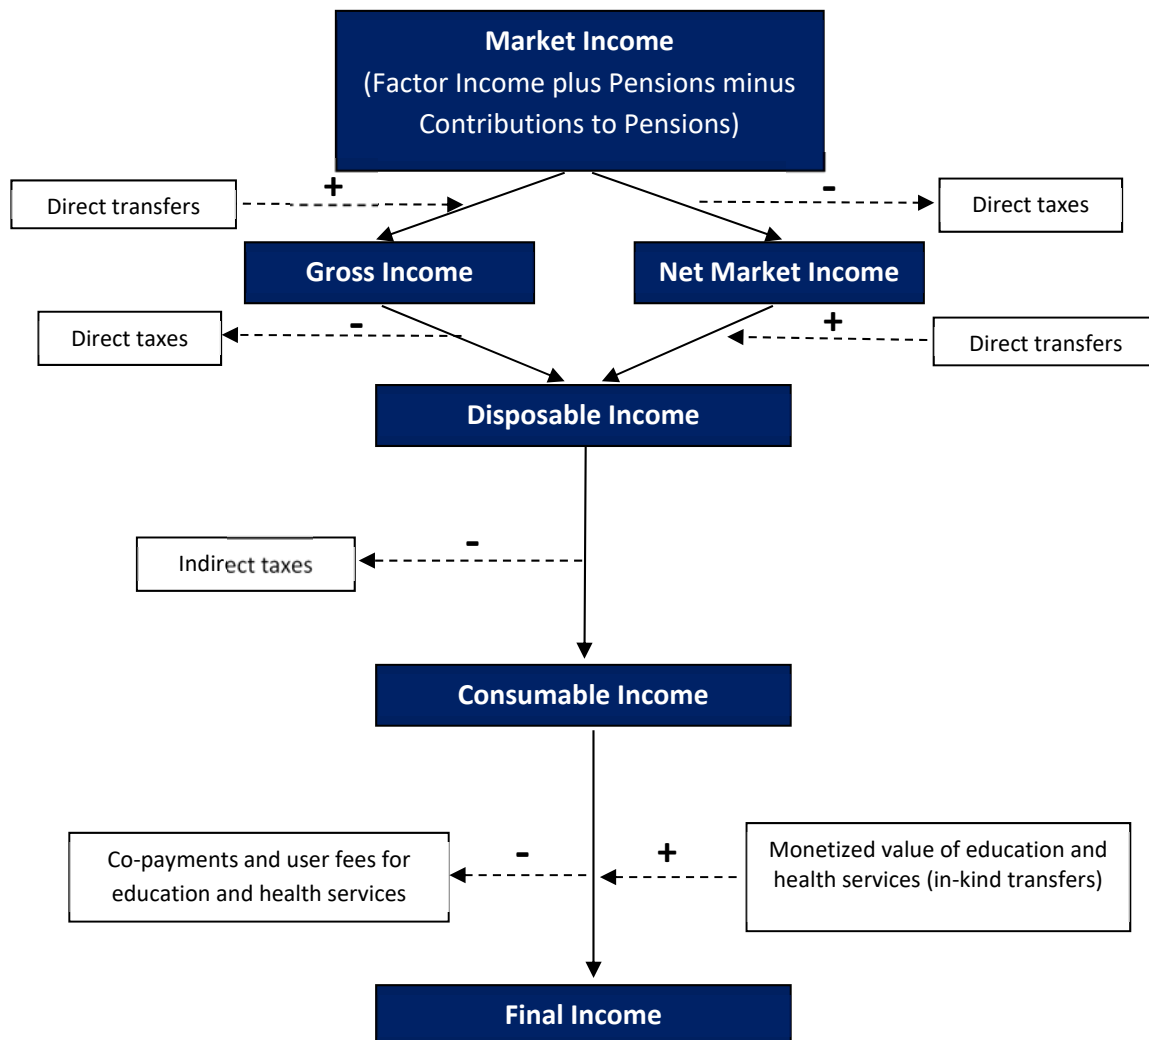 Market Income
(Factor Income plus Pensions minus
Contributions to Pensions)
+
-
Direct transfers
Direct taxes
Gross Income
Net Market Income
-
+
Direct taxes
Direct transfers
Disposable Income
-
Indirect taxes
Consumable Income
-
+
Co-payments and user fees for
education and health services
Monetized value of education and
health services (in-kind transfers)
Final Income